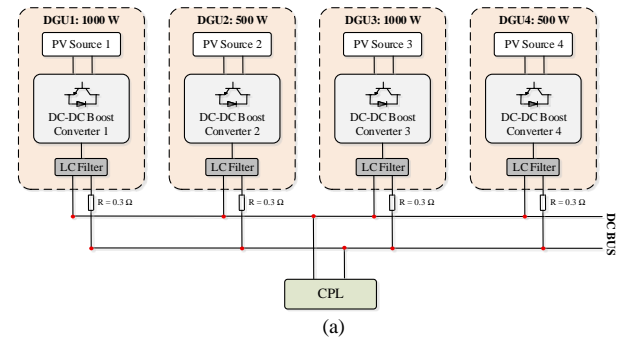 DGU1: 1000 W
PV Source 1
DC-DC Boost
Converter 1
LC Filter
R = 0.3 Ω
DGU2: 500 W
PV Source 2
DC-DC Boost
Converter 2
LC Filter
R = 0.3 Ω
DGU3: 1000 W
PV Source 3
DC-DC Boost
Converter 3
LC Filter
R = 0.3 Ω
DGU4: 500 W
PV Source 4
DC-DC Boost
Converter 4
LC Filter
R = 0.3 Ω
DC BUS
CPL
(a)